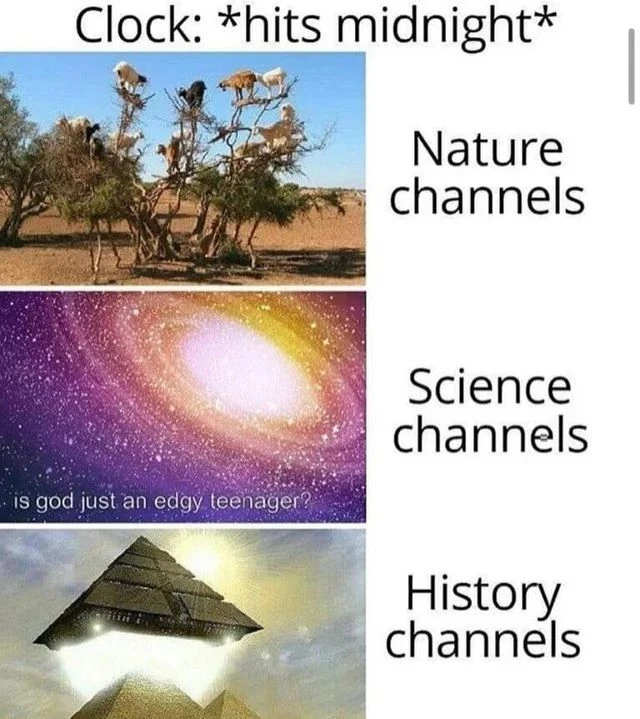 Clock: *hits midnight*
Nature
channels
Science
channels
is god just an edgy teenager?
History
channels